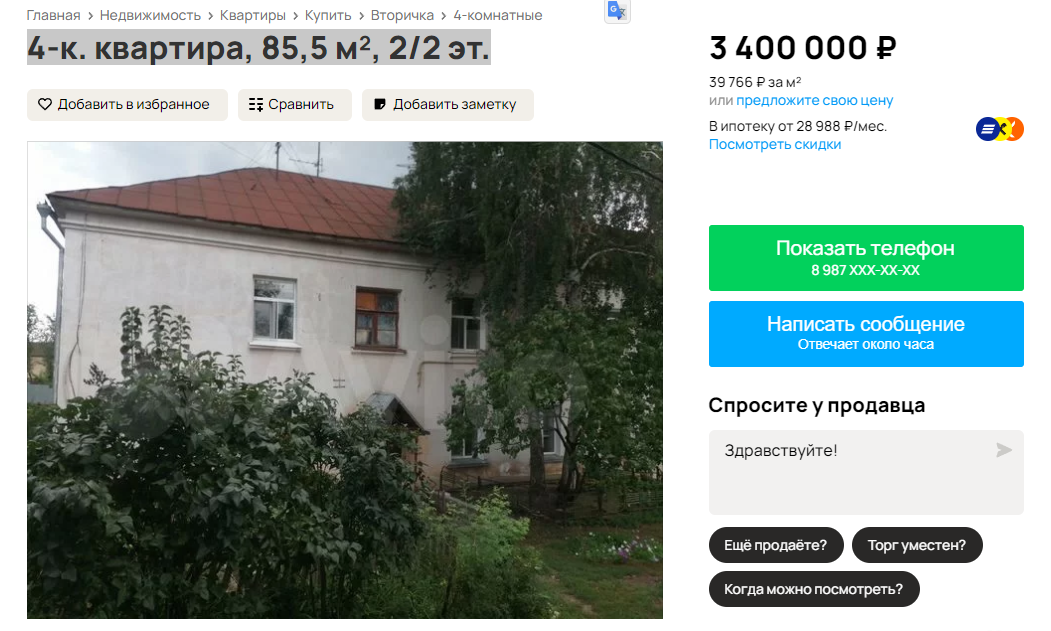 Главная › Недвижимость › Квартиры › Купить › Вторичка › 4-комнатные
4-к. квартира, 85,5 м², 2/2 эт.
Добавить в избранное
Сравнить
Добавить заметку
Avito
3 400 000 ₽
39 766 ₽ за м²
или предложите свою цену
В ипотеку от 28 988 ₽/мес.
Посмотреть скидки
Показать телефон
8 987 XXX-XX-XX
Написать сообщение
Отвечает около часа
Спросите у продавца
Здравствуйте!
Ещё продаёте?
Торг уместен?
Когда можно посмотреть?